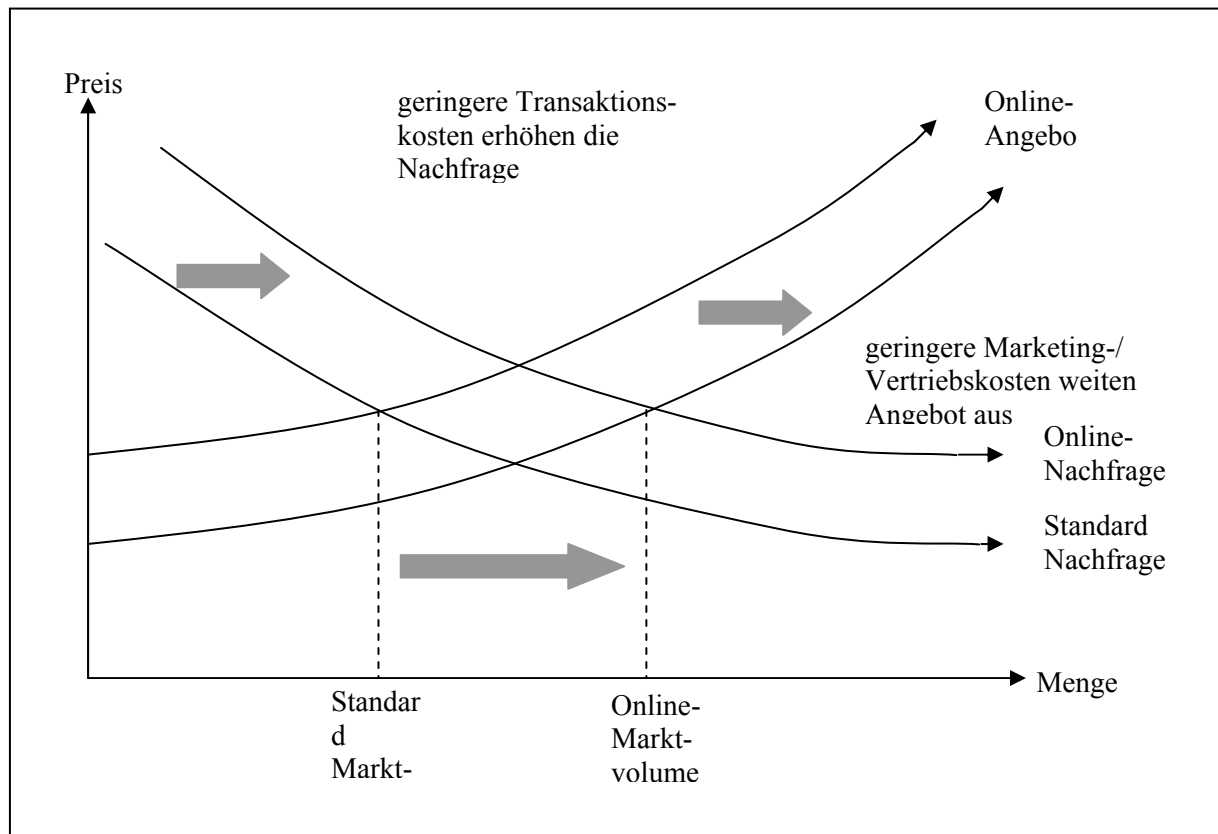 Preis
geringere Transaktions-
kosten erhöhen die
Nachfrage
Online-
Angebo
geringere Marketing-/
Vertriebskosten weiten
Angebot aus
Online-
Nachfrage
Standard
Nachfrage
Menge
Standar
d
Markt-
Online-
Markt-
volume